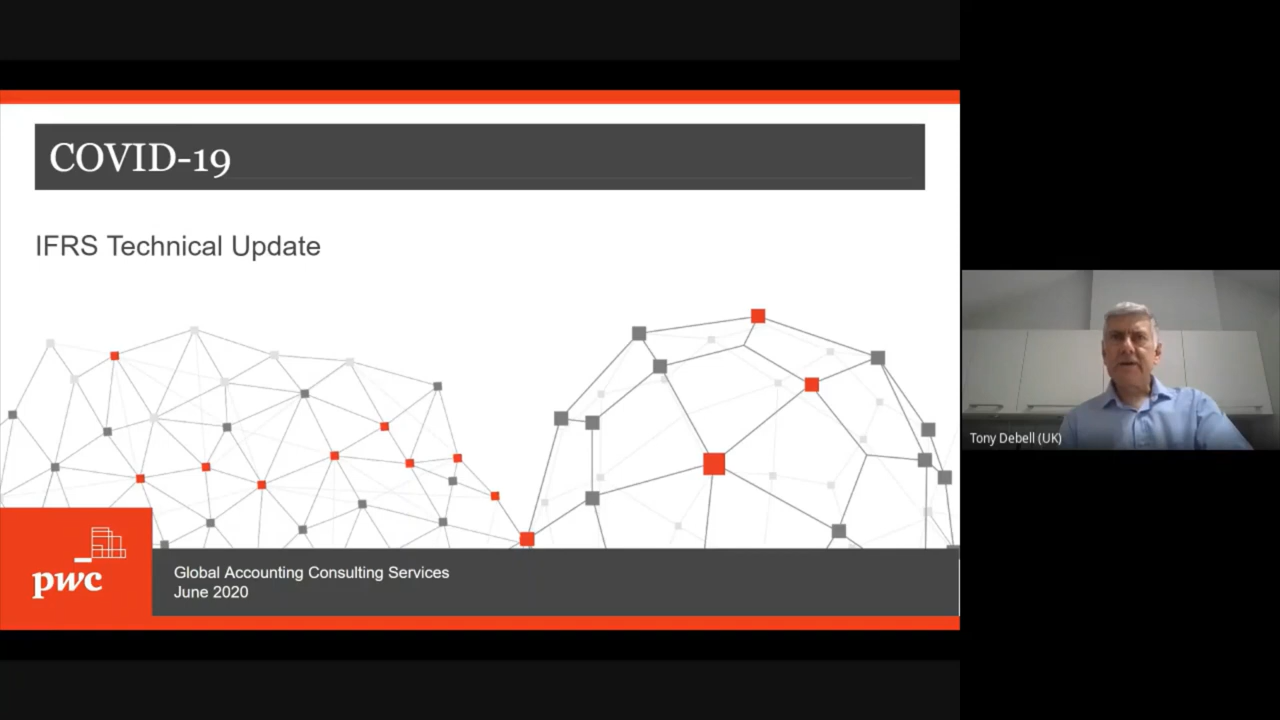 COVID-19
IFRS Technical Update
pwc
Global Accounting Consulting Services
June 2020
Tony Debell (UK)